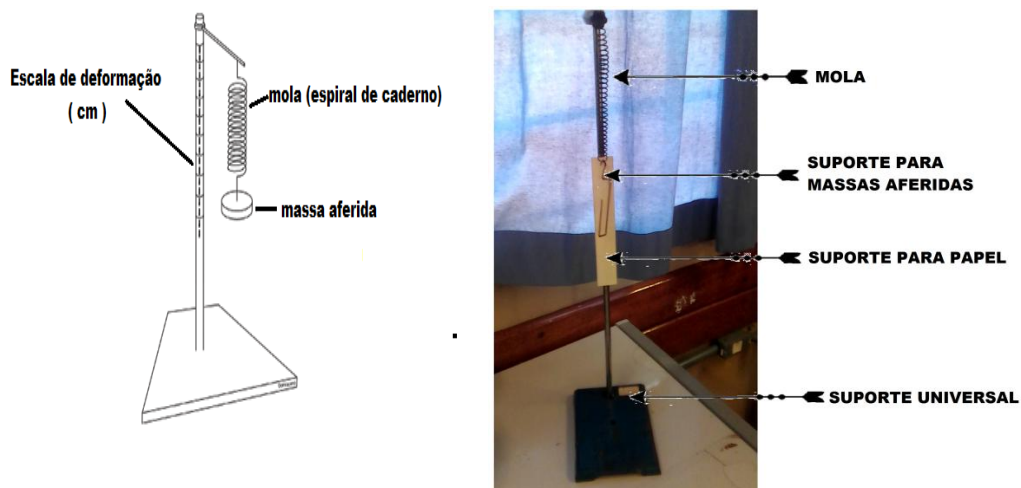 Escala de deformação
( cm )
mola (espiral de caderno)
massa aferida
MOLA
SUPORTE PARA
MASSAS AFERIDAS
SUPORTE PARA PAPEL
SUPORTE UNIVERSAL